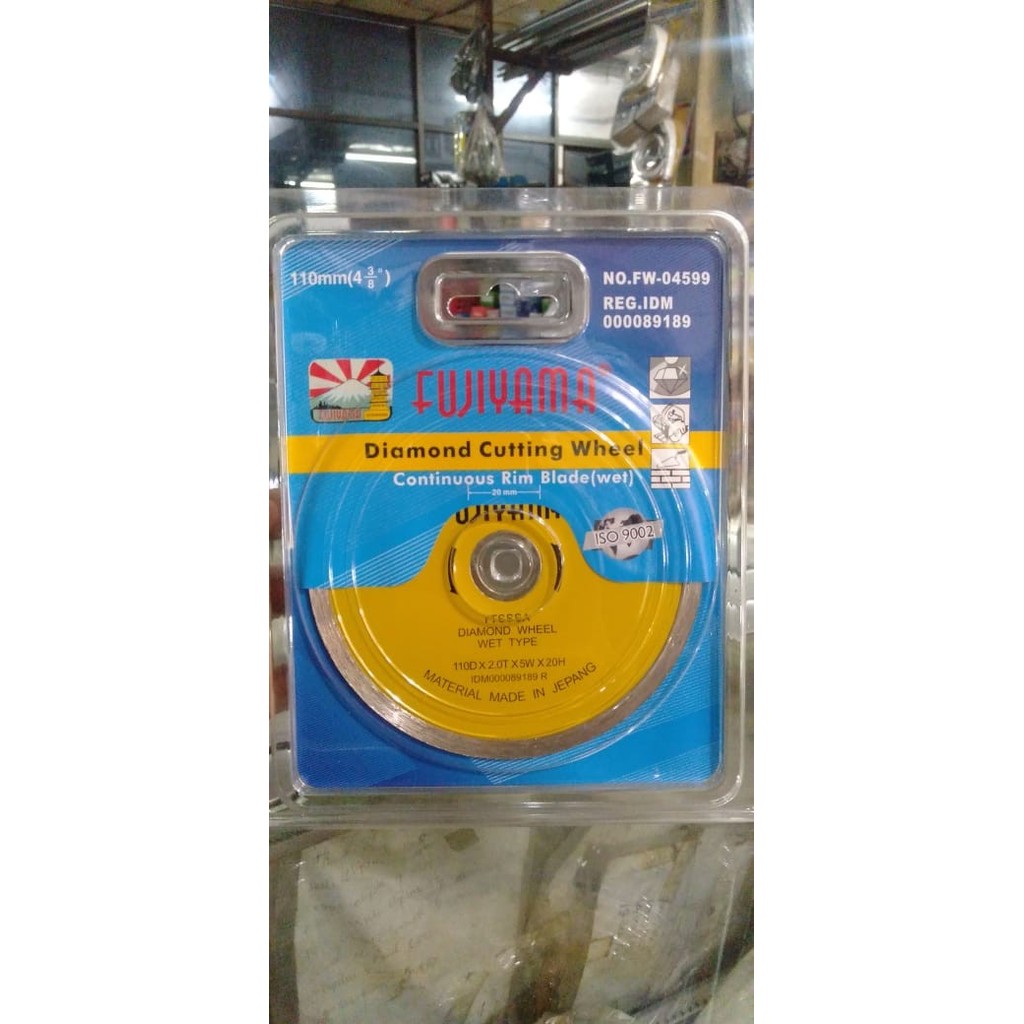 110mm(4 3/8")
NO.FW-04599
REG.IDM
000089189
FUJIYAMA
Diamond Cutting Wheel
Continuous Rim Blade(wet)
20 mm
ISO 9002
DIAMOND WHEEL
WET TYPE
110D X 2.0T X 5W X 20H
IDM000089189 R
MATERIAL MADE IN JEPANG